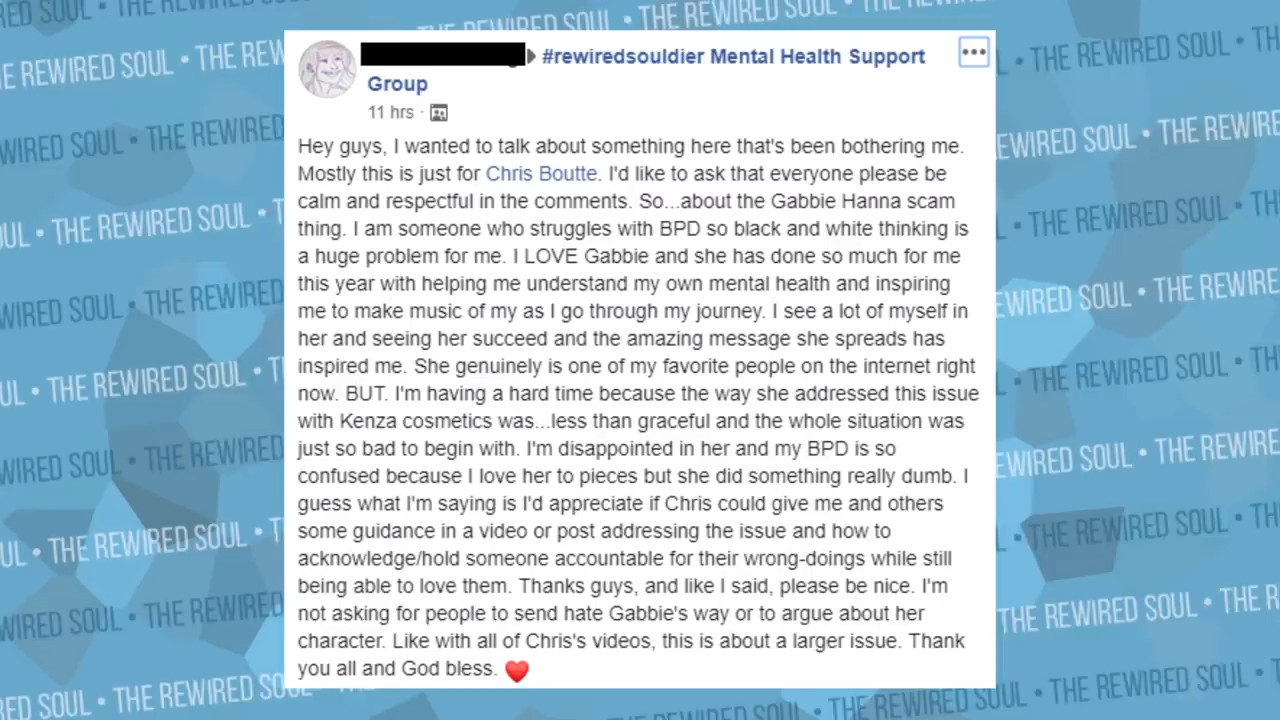 THE REWIRED SOUL • THE REWIRED SOUL
#rewiredsouldier Mental Health Support
Group
11 hrs ·
Hey guys, I wanted to talk about something here that's been bothering me.
Mostly this is just for Chris Boutte. I'd like to ask that everyone please be
calm and respectful in the comments. So...about the Gabbie Hanna scam
thing. I am someone who struggles with BPD so black and white thinking is
a huge problem for me. I LOVE Gabbie and she has done so much for me
this year with helping me understand my own mental health and inspiring
me to make music of my as I go through my journey. I see a lot of myself in
her and seeing her succeed and the amazing message she spreads has
inspired me. She genuinely is one of my favorite people on the internet right
now. BUT. I'm having a hard time because the way she addressed this issue
with Kenza cosmetics was...less than graceful and the whole situation was
just so bad to begin with. I'm disappointed in her and my BPD is so
confused because I love her to pieces but she did something really dumb. I
guess what I'm saying is I'd appreciate if Chris could give me and others
some guidance in a video or post addressing the issue and how to
acknowledge/hold someone accountable for their wrong-doings while still
being able to love them. Thanks guys, and like I said, please be nice. I'm
not asking for people to send hate Gabbie's way or to argue about her
character. Like with all of Chris's videos, this is about a larger issue. Thank
you all and God bless. ❤️